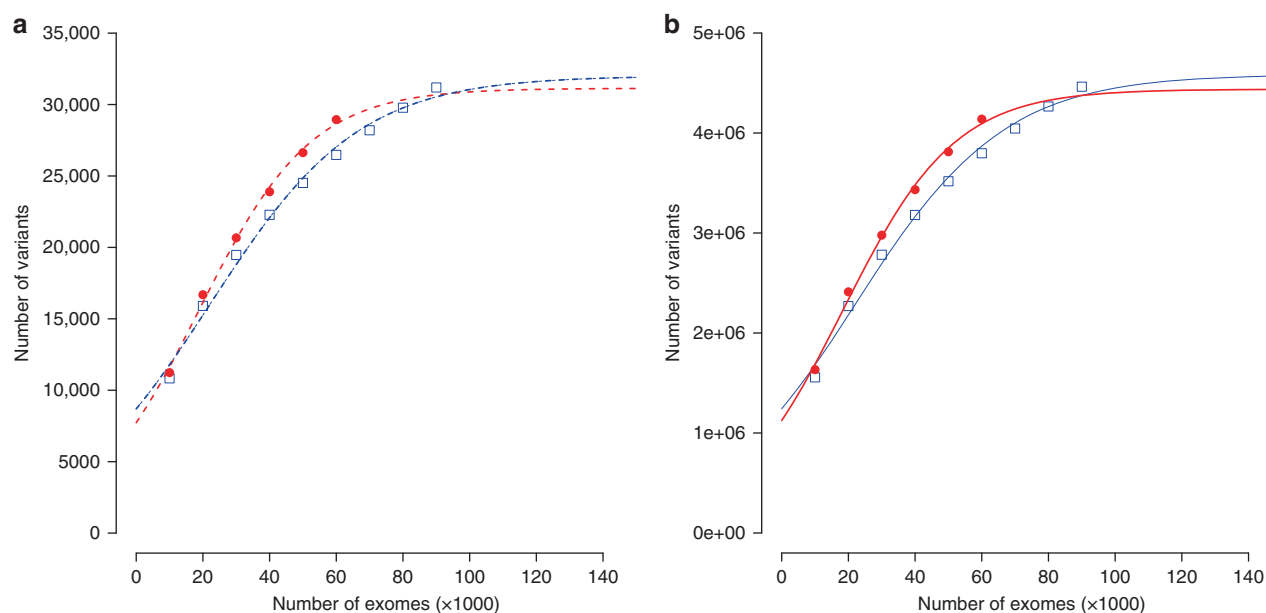 a
35,000
30,000
25,000
20,000
15,000
10,000
5000
0
Number of variants
0 20 40 60 80 100 120 140
Number of exomes (×1000)
b
5e+06
4e+06
3e+06
2e+06
1e+06
0e+00
Number of variants
0 20 40 60 80 100 120 140
Number of exomes (×1000)